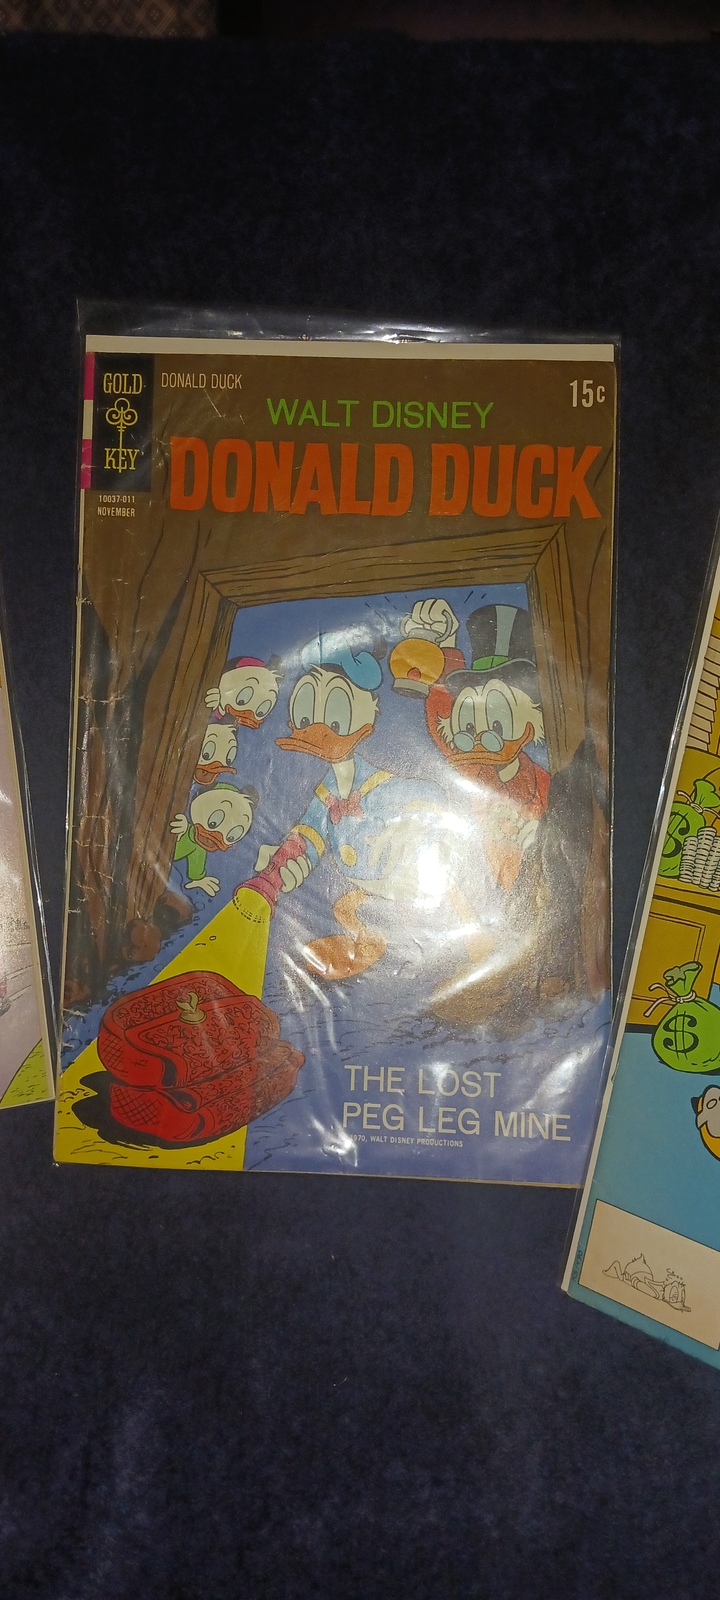 GOLD
KEY
DONALD DUCK
15c
WALT DISNEY
DONALD DUCK
10037-011
NOVEMBER
THE LOST
PEG LEG MINE
1970, WALT DISNEY PRODUCTIONS
$
$